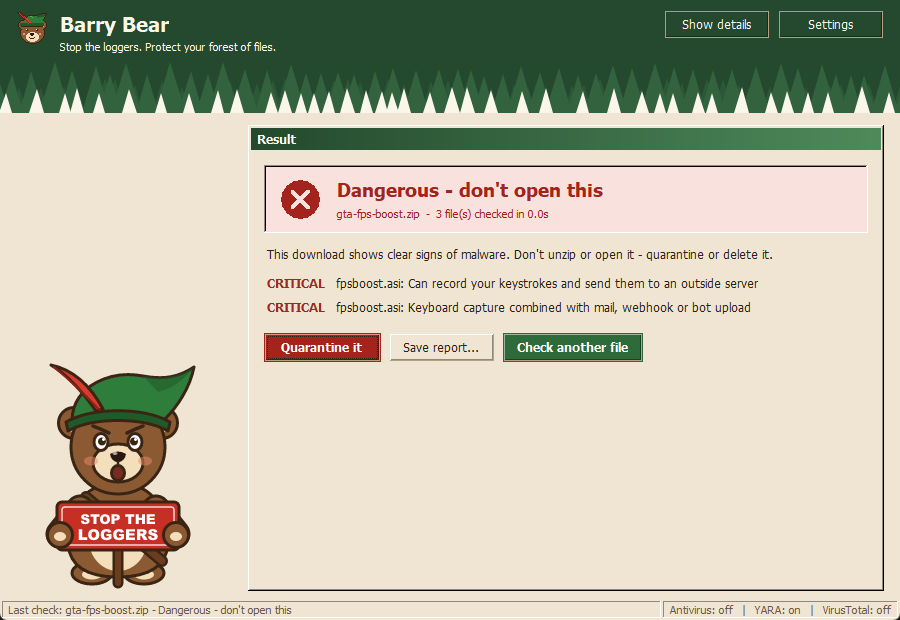 Barry Bear
Stop the loggers. Protect your forest of files.
Show details
Settings
Result
Dangerous - don't open this
gta-fps-boost.zip - 3 file(s) checked in 0.0s
This download shows clear signs of malware. Don't unzip or open it - quarantine or delete it.
CRITICAL fpsboost.asi: Can record your keystrokes and send them to an outside server
CRITICAL fpsboost.asi: Keyboard capture combined with mail, webhook or bot upload
Quarantine it
Save report...
Check another file
STOP THE
LOGGERS
Last check: gta-fps-boost.zip - Dangerous - don't open this
Antivirus: off | YARA: on | VirusTotal: off